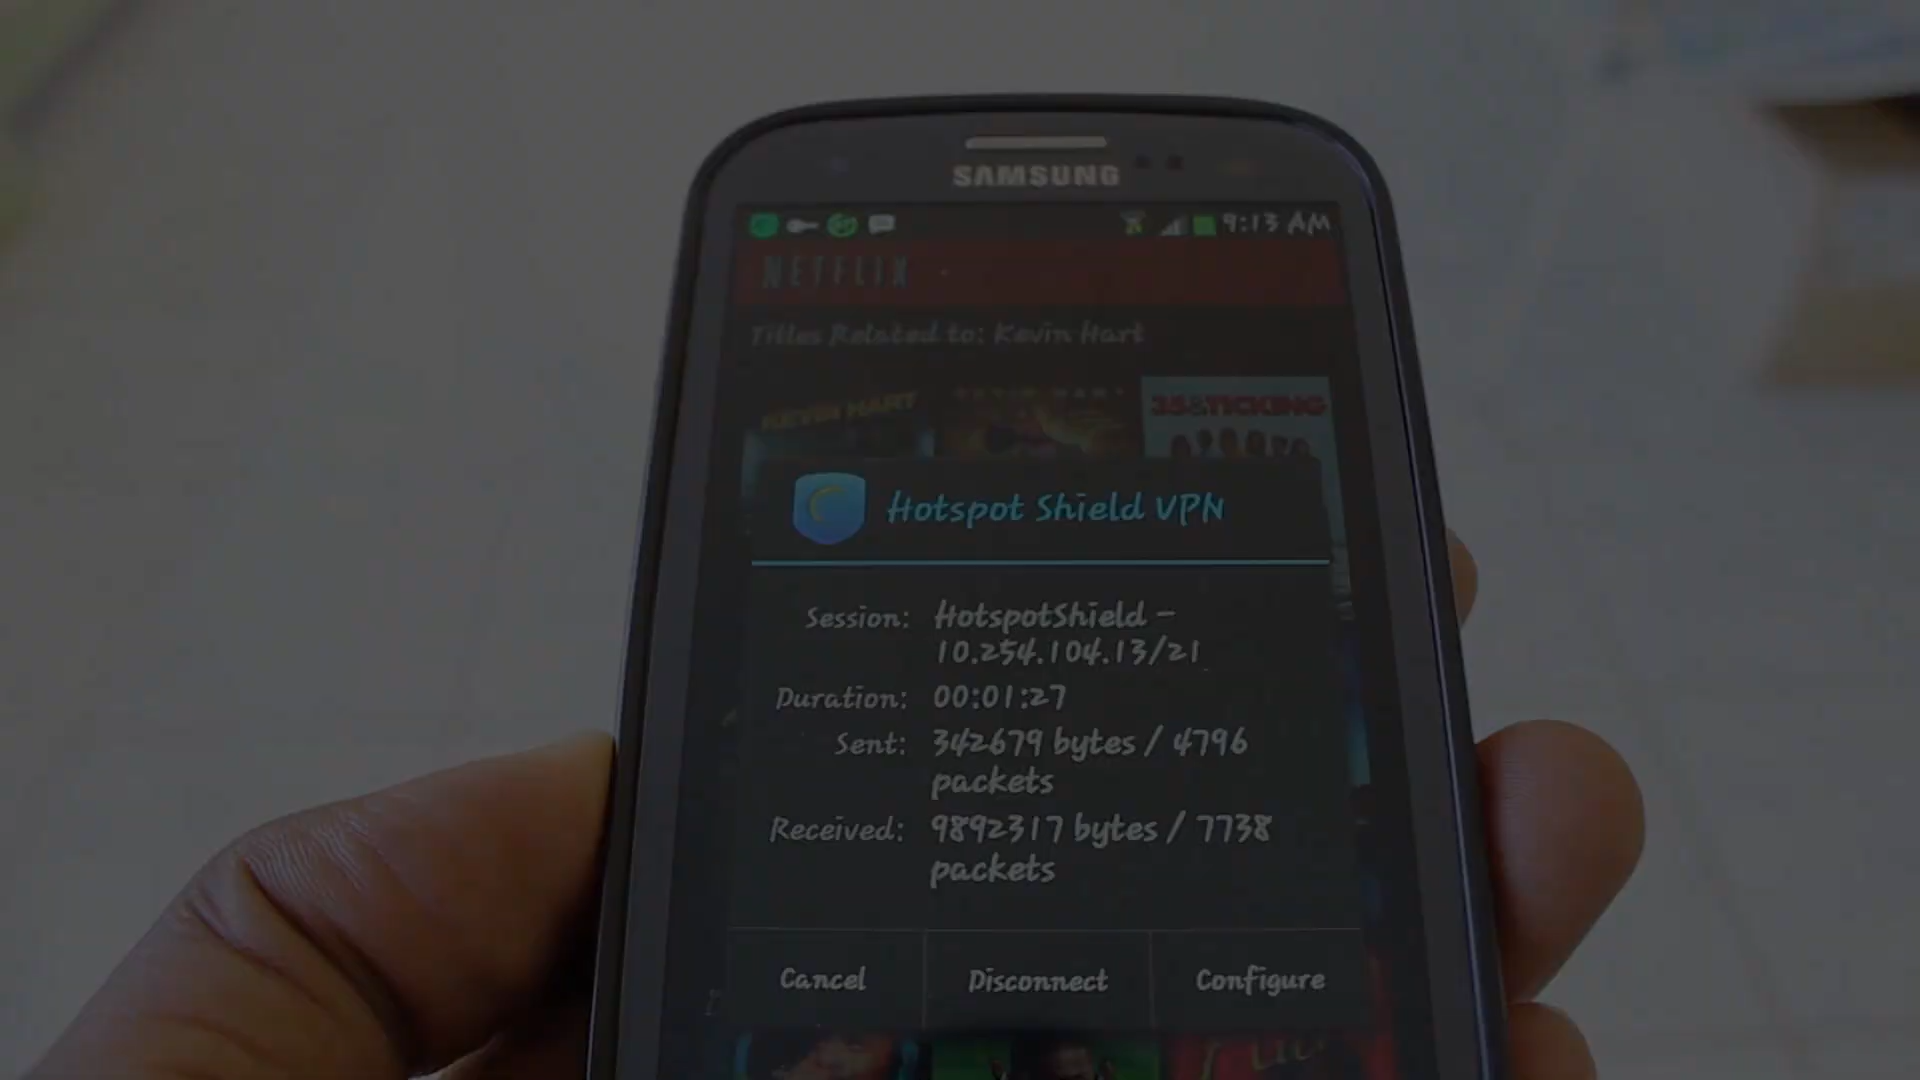 SAMSUNG
9:13 AM
NETFLIX
Titles Related to: Kevin Hart
KEVIN HART
KEVIN HART
35&TICKING
Hotspot Shield VPN
Session: HotspotShield -
10.254.104.13/21
Duration: 00:01:27
Sent: 342679 bytes / 4796
packets
Received: 9892317 bytes / 7738
packets
Cancel Disconnect Configure